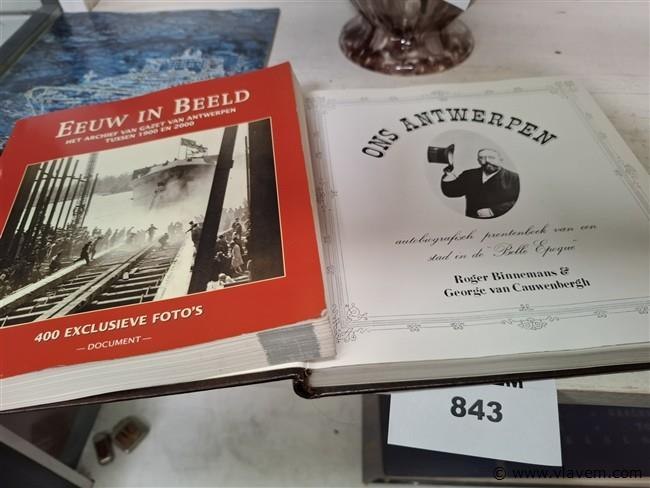 EEUW IN BEELD
HET ARCHIEF VAN GAZET VAN ANTWERPEN
TUSSEN 1900 EN 2000
400 EXCLUSIEVE FOTO'S
— DOCUMENT —
ONS ANTWERPEN
autobiografisch prentenboek van een
stad in de "Belle Epoque"
Roger Binnemans &
George van Cauwenbergh
843
© www.vlavem.com